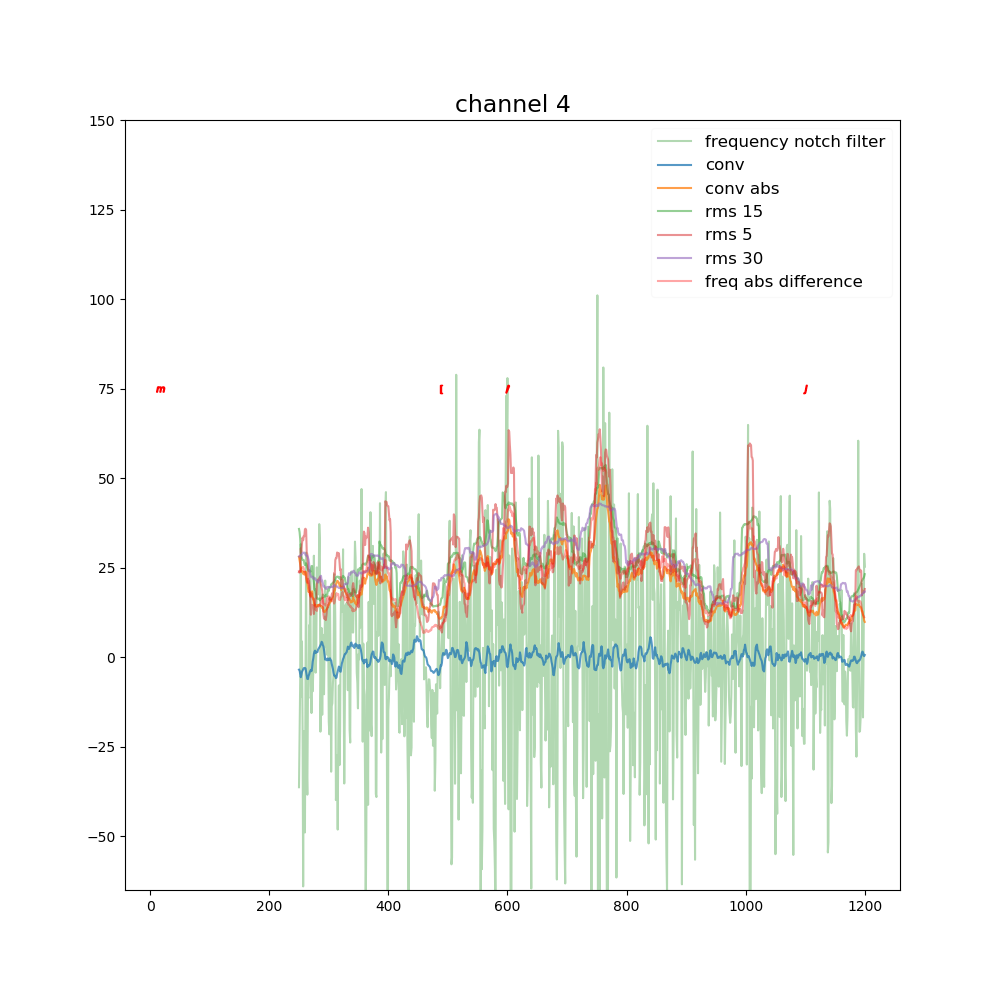 channel 4
150
125
100
75
50
25
0
−25
−50
frequency notch filter
conv
conv abs
rms 15
rms 5
rms 30
freq abs difference
m [ / J
0 200 400 600 800 1000 1200